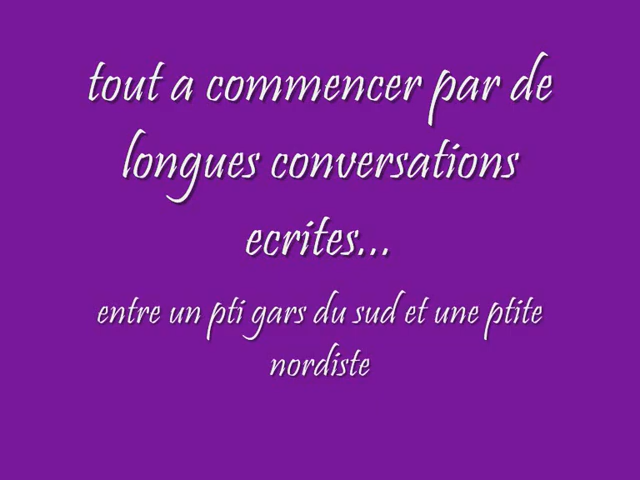 tout a commencer par de
longues conversations
ecrites...
entre un pti gars du sud et une ptite
nordiste